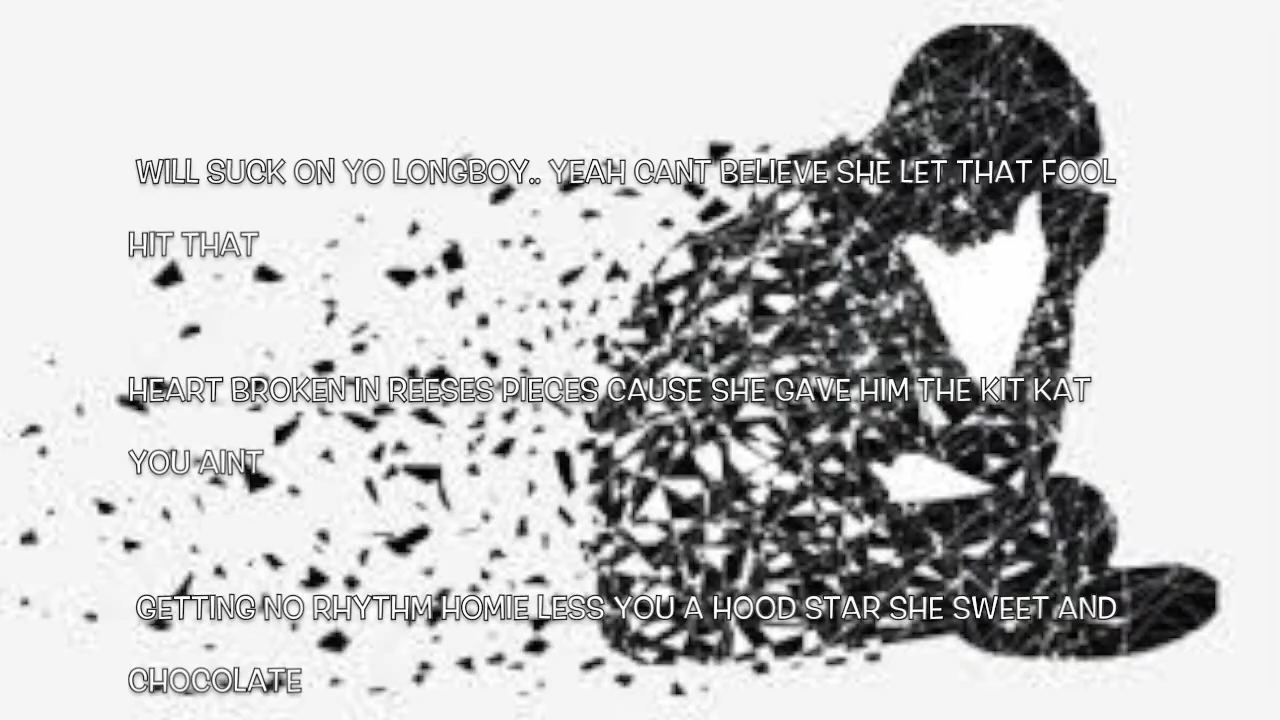 WILL SUCK ON YO LONGBOY.. YEAH CANT BELIEVE SHE LET THAT FOOL
HIT THAT
HEART BROKEN IN REESES PIECES CAUSE SHE GAVE HIM THE KIT KAT
YOU AINT
GETTING NO RHYTHM HOMIE LESS YOU A HOOD STAR SHE SWEET AND
CHOCOLATE